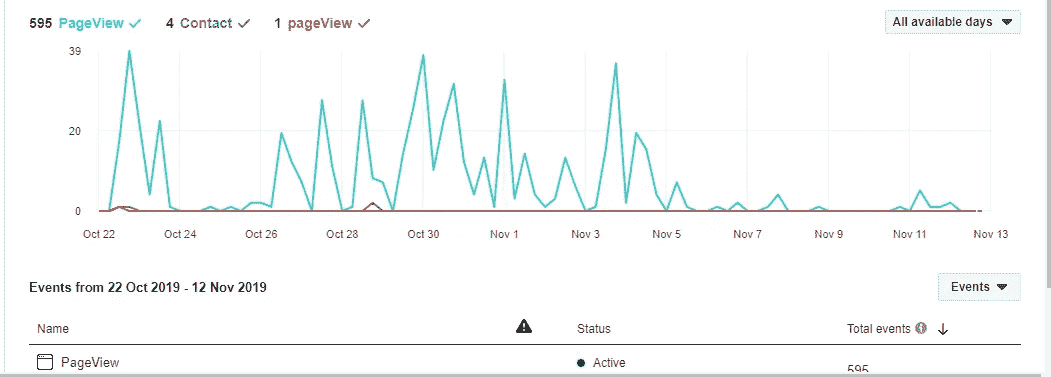 595 PageView 4 Contact 1 pageView All available days
39
20
0
Oct 22 Oct 24 Oct 26 Oct 28 Oct 30 Nov 1 Nov 3 Nov 5 Nov 7 Nov 9 Nov 11 Nov 13
Events from 22 Oct 2019 - 12 Nov 2019 Events
Name Status Total events
PageView Active 595